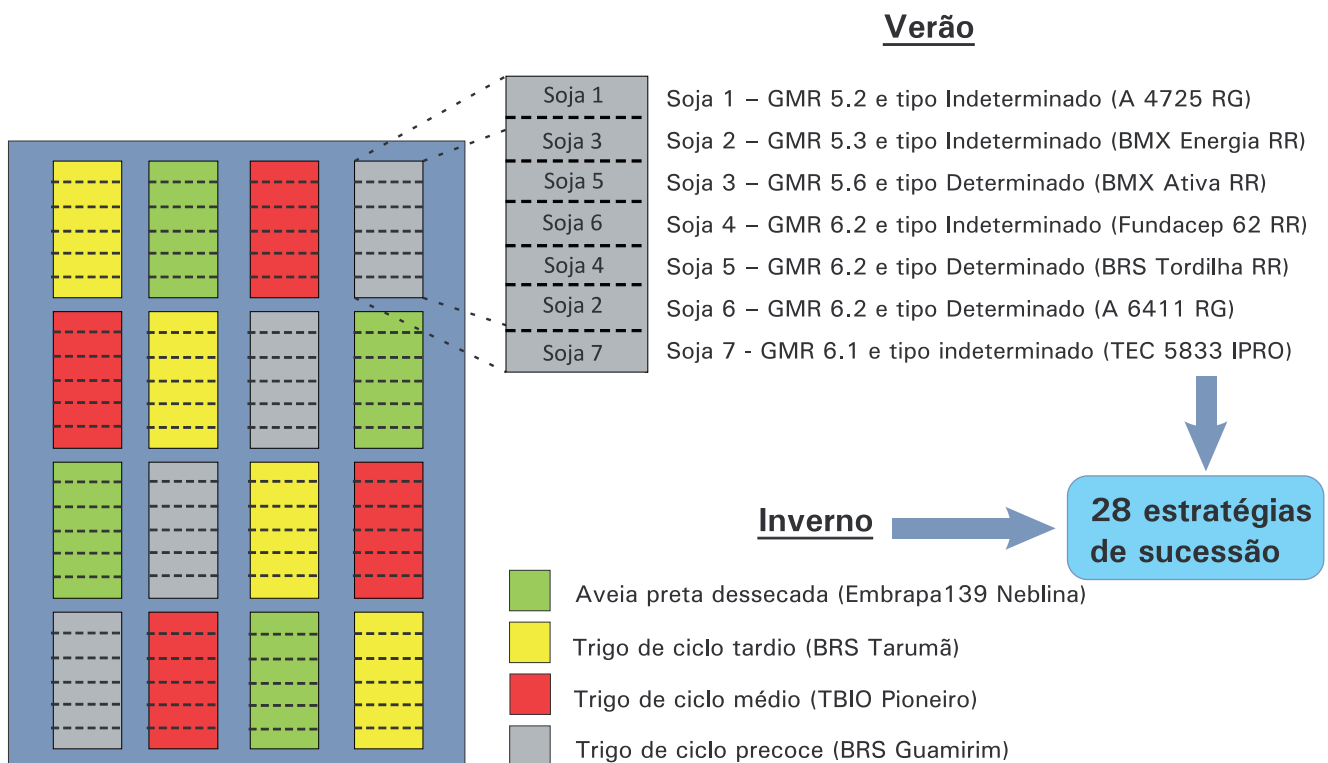 Verão
Soja 1
Soja 3
Soja 5
Soja 6
Soja 4
Soja 2
Soja 7
Soja 1 – GMR 5.2 e tipo Indeterminado (A 4725 RG)
Soja 2 – GMR 5.3 e tipo Indeterminado (BMX Energia RR)
Soja 3 – GMR 5.6 e tipo Determinado (BMX Ativa RR)
Soja 4 – GMR 6.2 e tipo Indeterminado (Fundacep 62 RR)
Soja 5 – GMR 6.2 e tipo Determinado (BRS Tordilha RR)
Soja 6 – GMR 6.2 e tipo Determinado (A 6411 RG)
Soja 7 - GMR 6.1 e tipo indeterminado (TEC 5833 IPRO)
Inverno
28 estratégias
de sucessão
Aveia preta dessecada (Embrapa139 Neblina)
Trigo de ciclo tardio (BRS Tarumã)
Trigo de ciclo médio (TBIO Pioneiro)
Trigo de ciclo precoce (BRS Guamirim)